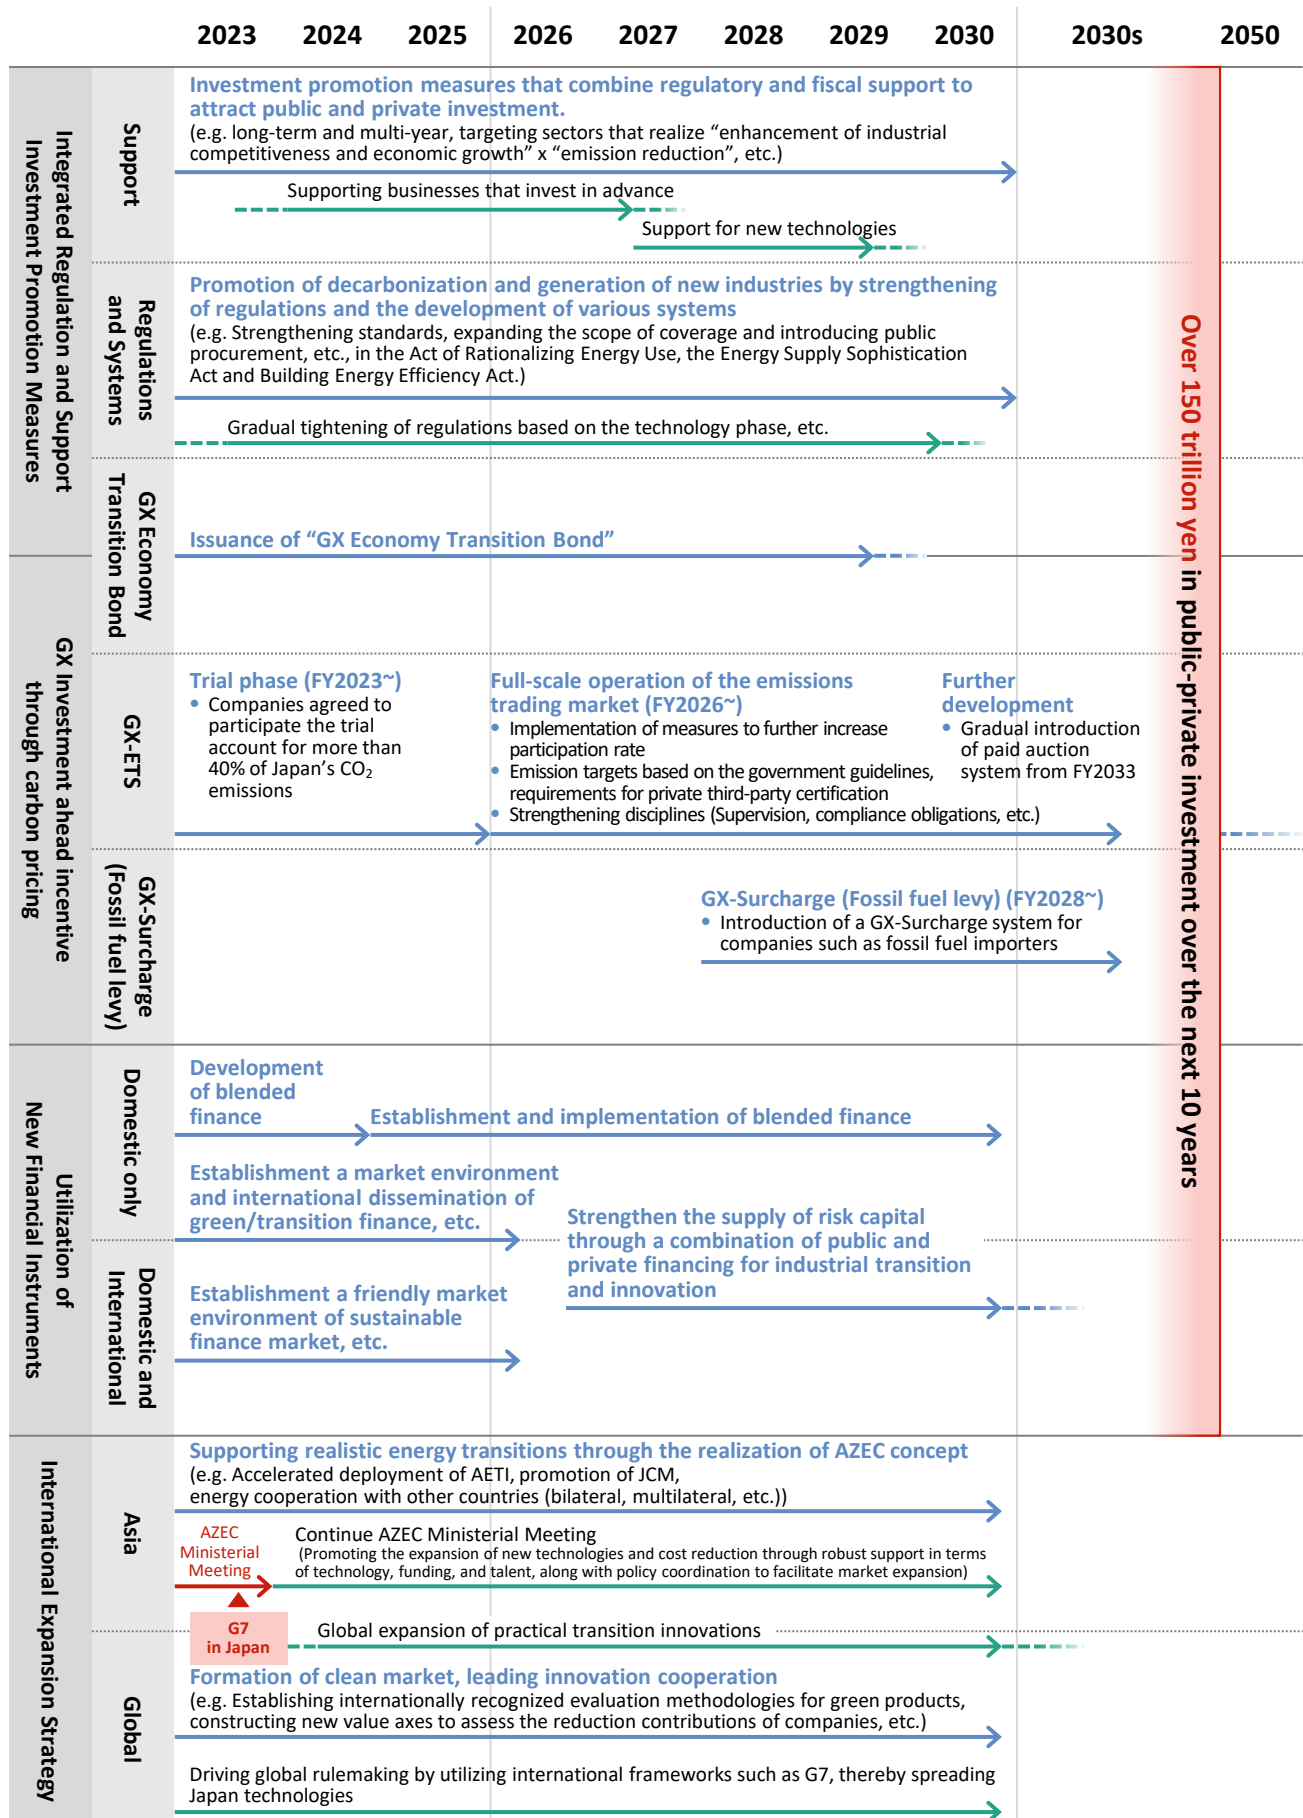 2023 2024 2025 2026 2027 2028 2029 2030 2030s 2050
Integrated Regulation and Support
Investment Promotion Measures
Support
Investment promotion measures that combine regulatory and fiscal support to
attract public and private investment.
(e.g. long-term and multi-year, targeting sectors that realize “enhancement of industrial
competitiveness and economic growth” x “emission reduction”, etc.)
Supporting businesses that invest in advance
Support for new technologies
Regulations
and Systems
Promotion of decarbonization and generation of new industries by strengthening
of regulations and the development of various systems
(e.g. Strengthening standards, expanding the scope of coverage and introducing public
procurement, etc., in the Act of Rationalizing Energy Use, the Energy Supply Sophistication
Act and Building Energy Efficiency Act.)
Gradual tightening of regulations based on the technology phase, etc.
GX Economy
Transition Bond
Issuance of “GX Economy Transition Bond”
GX Investment ahead incentive
through carbon pricing
GX-ETS
Trial phase (FY2023~)
• Companies agreed to
participate the trial
account for more than
40% of Japan’s CO₂
emissions
Full-scale operation of the emissions
trading market (FY2026~)
• Implementation of measures to further increase
participation rate
• Emission targets based on the government guidelines,
requirements for private third-party certification
• Strengthening disciplines (Supervision, compliance obligations, etc.)
Further
development
• Gradual introduction
of paid auction
system from FY2033
GX-Surcharge
(Fossil fuel levy)
GX-Surcharge (Fossil fuel levy) (FY2028~)
• Introduction of a GX-Surcharge system for
companies such as fossil fuel importers
Over 150 trillion yen in public-private investment over the next 10 years
Utilization of
New Financial Instruments
Domestic only
Development
of blended
finance
Establishment and implementation of blended finance
Establishment a market environment
and international dissemination of
green/transition finance, etc.
Strengthen the supply of risk capital
through a combination of public and
private financing for industrial transition
and innovation
Domestic and
International
Establishment a friendly market
environment of sustainable
finance market, etc.
International Expansion Strategy
Asia
Supporting realistic energy transitions through the realization of AZEC concept
(e.g. Accelerated deployment of AETI, promotion of JCM,
energy cooperation with other countries (bilateral, multilateral, etc.))
AZEC
Ministerial
Meeting
Continue AZEC Ministerial Meeting
(Promoting the expansion of new technologies and cost reduction through robust support in terms
of technology, funding, and talent, along with policy coordination to facilitate market expansion)
G7
in Japan
Global expansion of practical transition innovations
Global
Formation of clean market, leading innovation cooperation
(e.g. Establishing internationally recognized evaluation methodologies for green products,
constructing new value axes to assess the reduction contributions of companies, etc.)
Driving global rulemaking by utilizing international frameworks such as G7, thereby spreading
Japan technologies